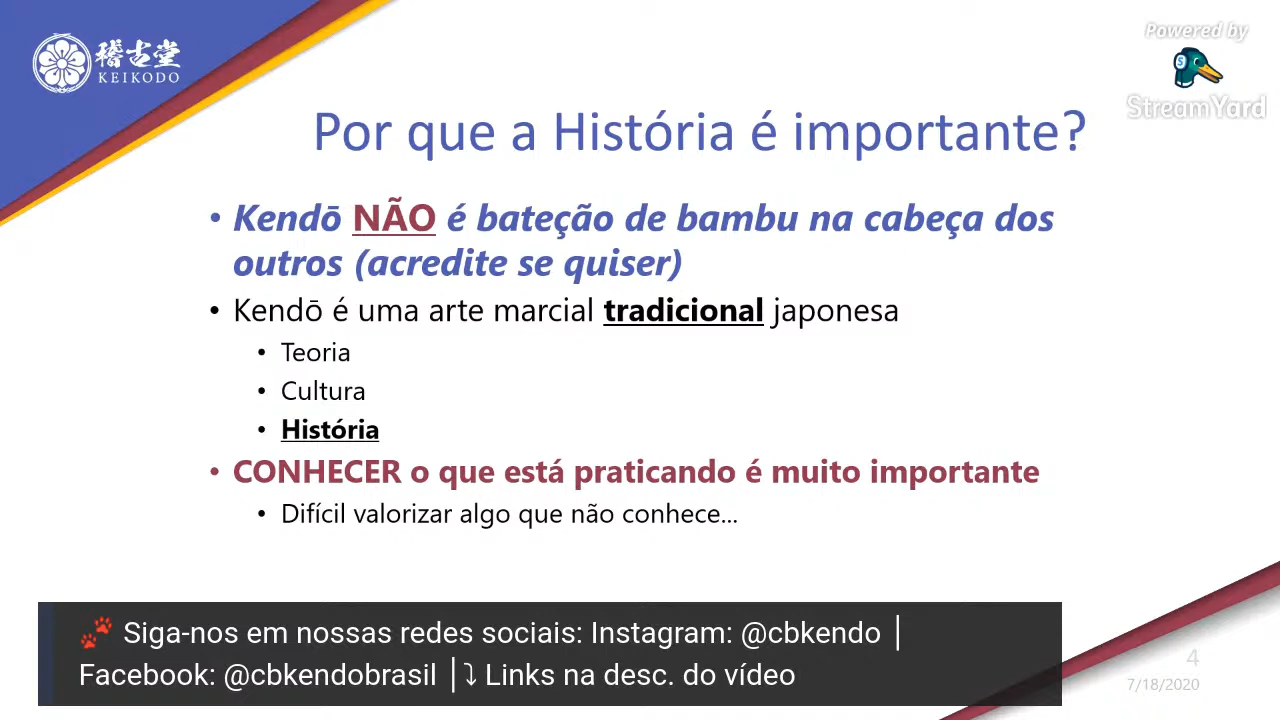 稽古堂
KEIKODO
Powered by
StreamYard
Por que a História é importante?
• Kendō NÃO é bateção de bambu na cabeça dos
outros (acredite se quiser)
• Kendō é uma arte marcial tradicional japonesa
• Teoria
• Cultura
• História
• CONHECER o que está praticando é muito importante
• Difícil valorizar algo que não conhece...
🐾 Siga-nos em nossas redes sociais: Instagram: @cbkendo |
Facebook: @cbkendobrasil | ⤵ Links na desc. do vídeo
4
7/18/2020